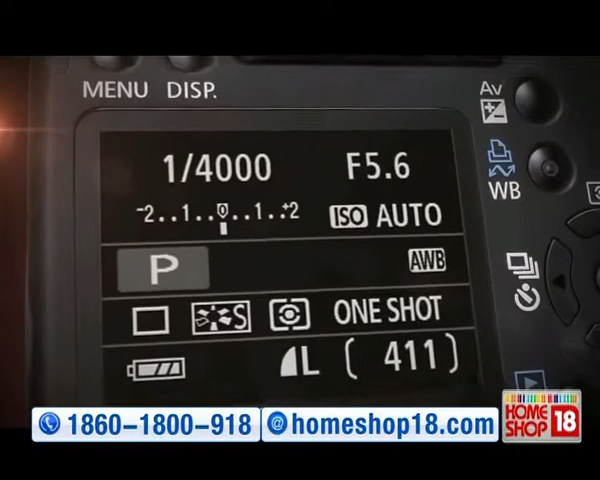 MENU DISP.
Av
1/4000 F5.6
WB
-2..1..0..1..+2 ISO AUTO
P AWB
S ONE SHOT
L ( 411)
1860-1800-918 @homeshop18.com
HOME SHOP 18